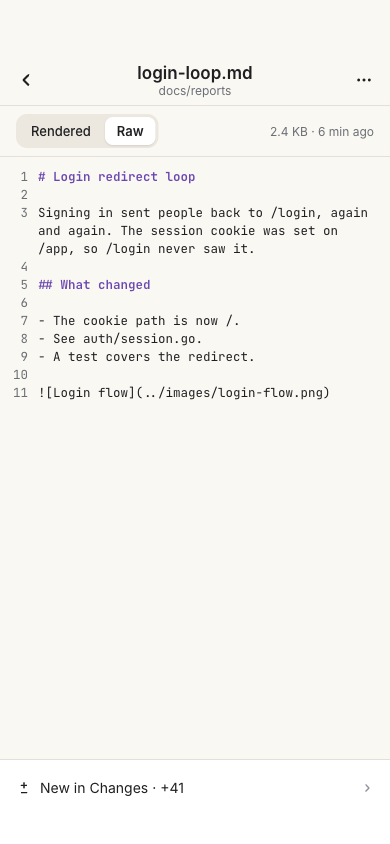 login-loop.md
docs/reports
Rendered
Raw
2.4 KB · 6 min ago
1 # Login redirect loop
2
3 Signing in sent people back to /login, again
and again. The session cookie was set on
/app, so /login never saw it.
4
5 ## What changed
6
7 - The cookie path is now /.
8 - See auth/session.go.
9 - A test covers the redirect.
10
11 ![Login flow](../images/login-flow.png)
New in Changes · +41